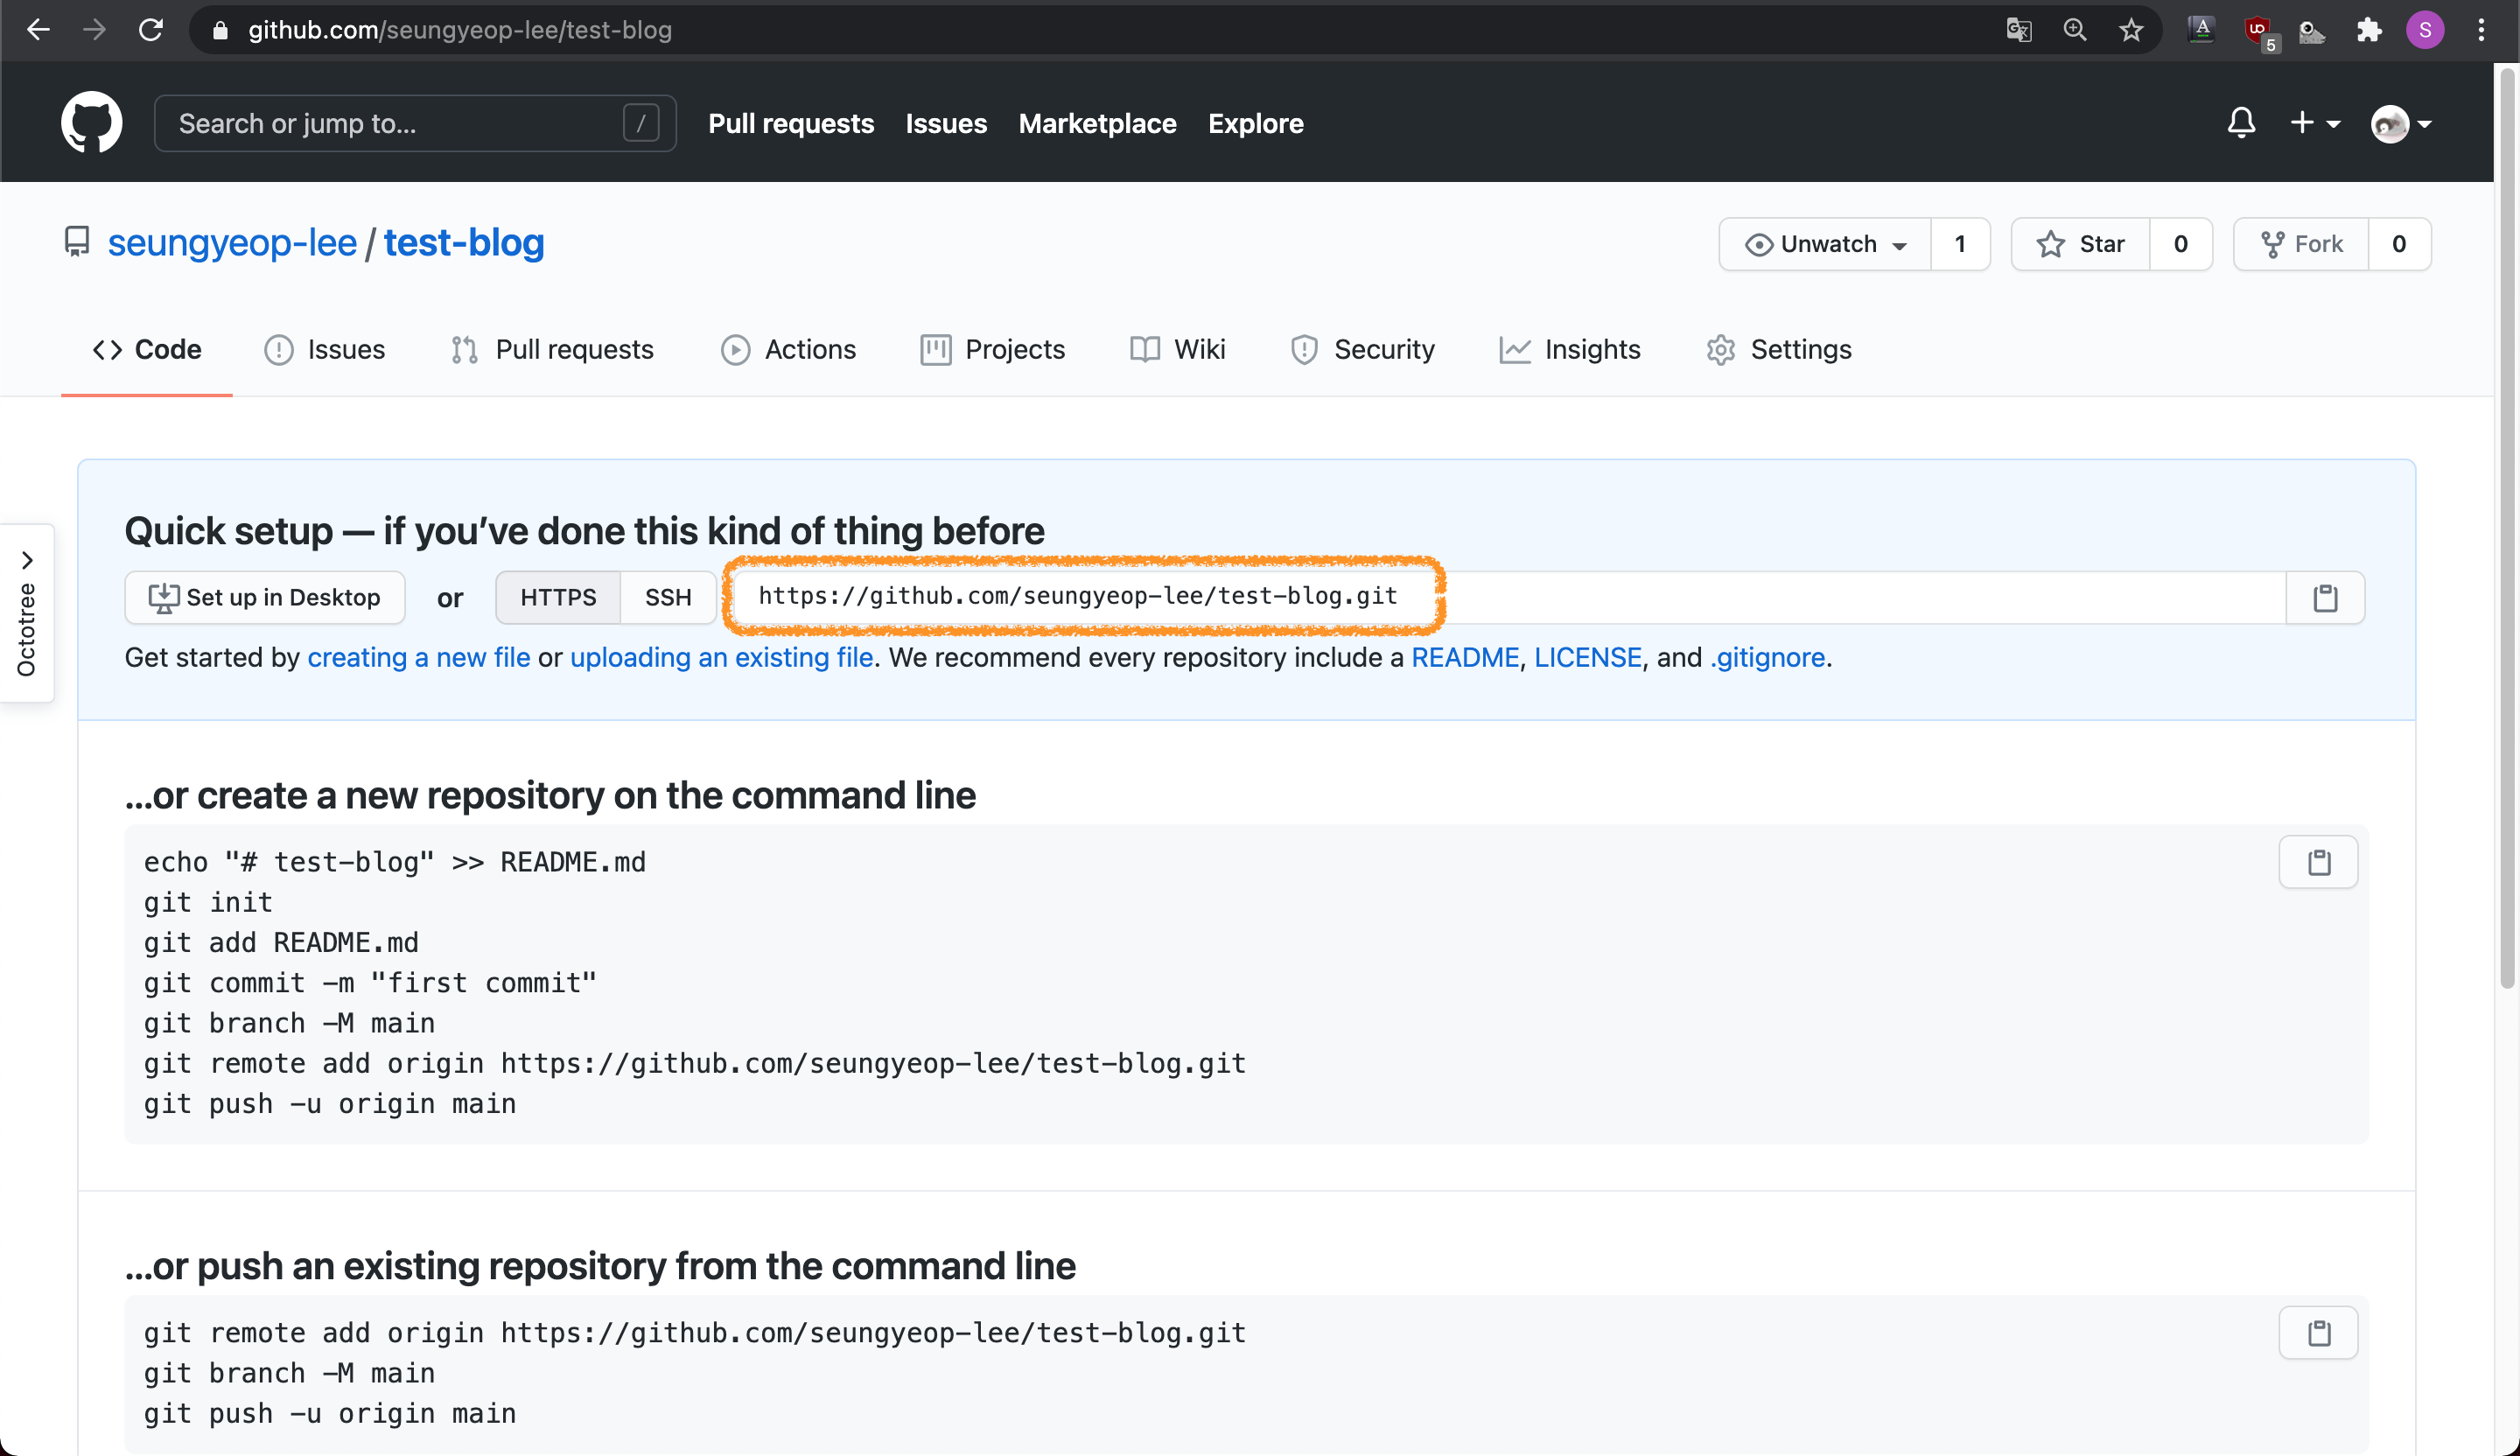 github.com/seungyeop-lee/test-blog
A
UD
5
S
Search or jump to...
/
Pull requests
Issues
Marketplace
Explore
seungyeop-lee / test-blog
Unwatch
1
Star
0
Fork
0
Code
Issues
Pull requests
Actions
Projects
Wiki
Security
Insights
Settings
Octotree
Quick setup — if you’ve done this kind of thing before
Set up in Desktop
or
HTTPS
SSH
https://github.com/seungyeop-lee/test-blog.git
Get started by creating a new file or uploading an existing file. We recommend every repository include a README, LICENSE, and .gitignore.
...or create a new repository on the command line
echo "# test-blog" >> README.md
git init
git add README.md
git commit -m "first commit"
git branch -M main
git remote add origin https://github.com/seungyeop-lee/test-blog.git
git push -u origin main
...or push an existing repository from the command line
git remote add origin https://github.com/seungyeop-lee/test-blog.git
git branch -M main
git push -u origin main